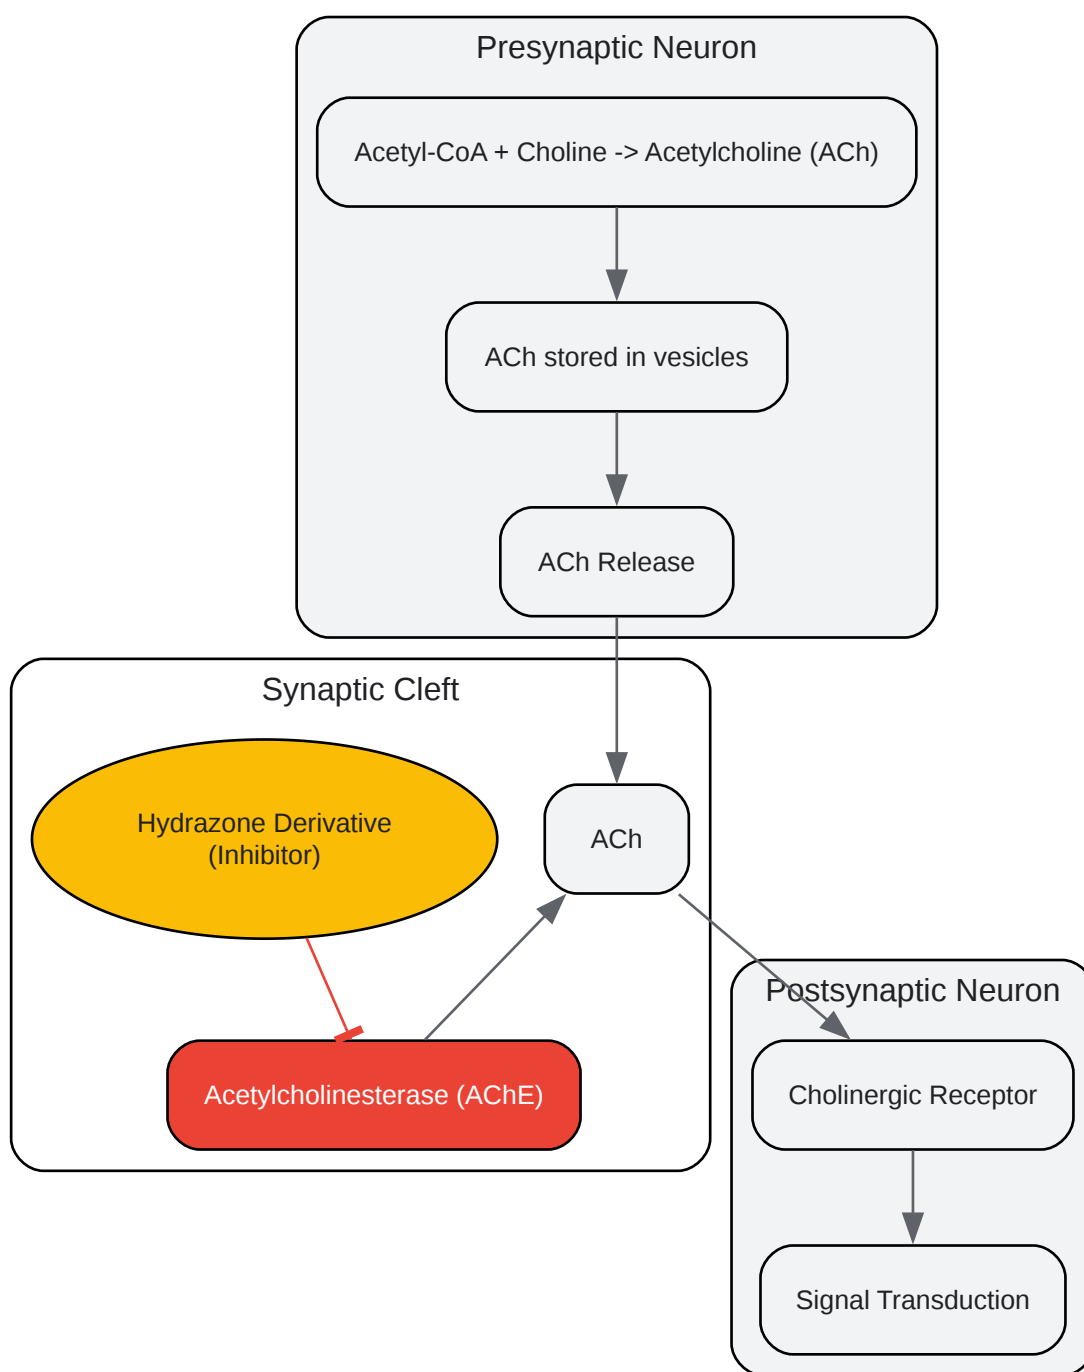 Presynaptic Neuron
Acetyl-CoA + Choline -> Acetylcholine (ACh)
ACh stored in vesicles
ACh Release
Synaptic Cleft
Hydrazone Derivative
(Inhibitor)
ACh
Acetylcholinesterase (AChE)
Postsynaptic Neuron
Cholinergic Receptor
Signal Transduction